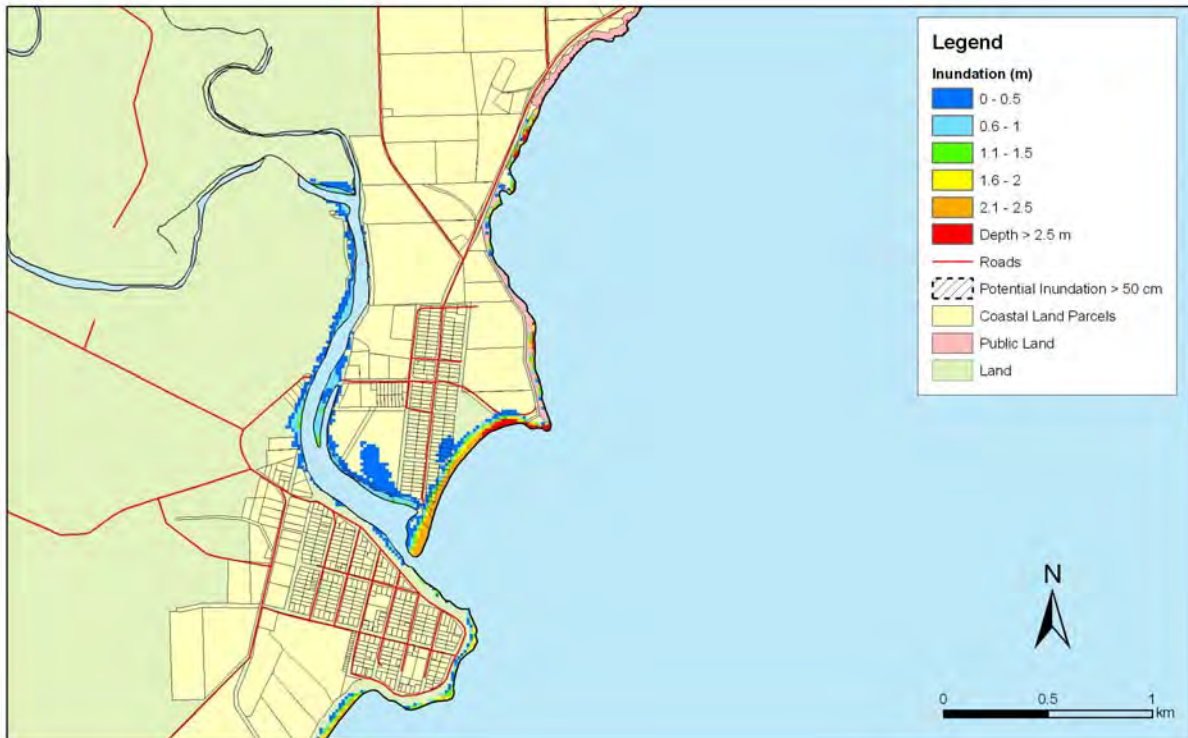 Legend
Inundation (m)
0 - 0.5
0.6 - 1
1.1 - 1.5
1.6 - 2
2.1 - 2.5
Depth > 2.5 m
Roads
Potential Inundation > 50 cm
Coastal Land Parcels
Public Land
Land
N
0 0.5 1
km